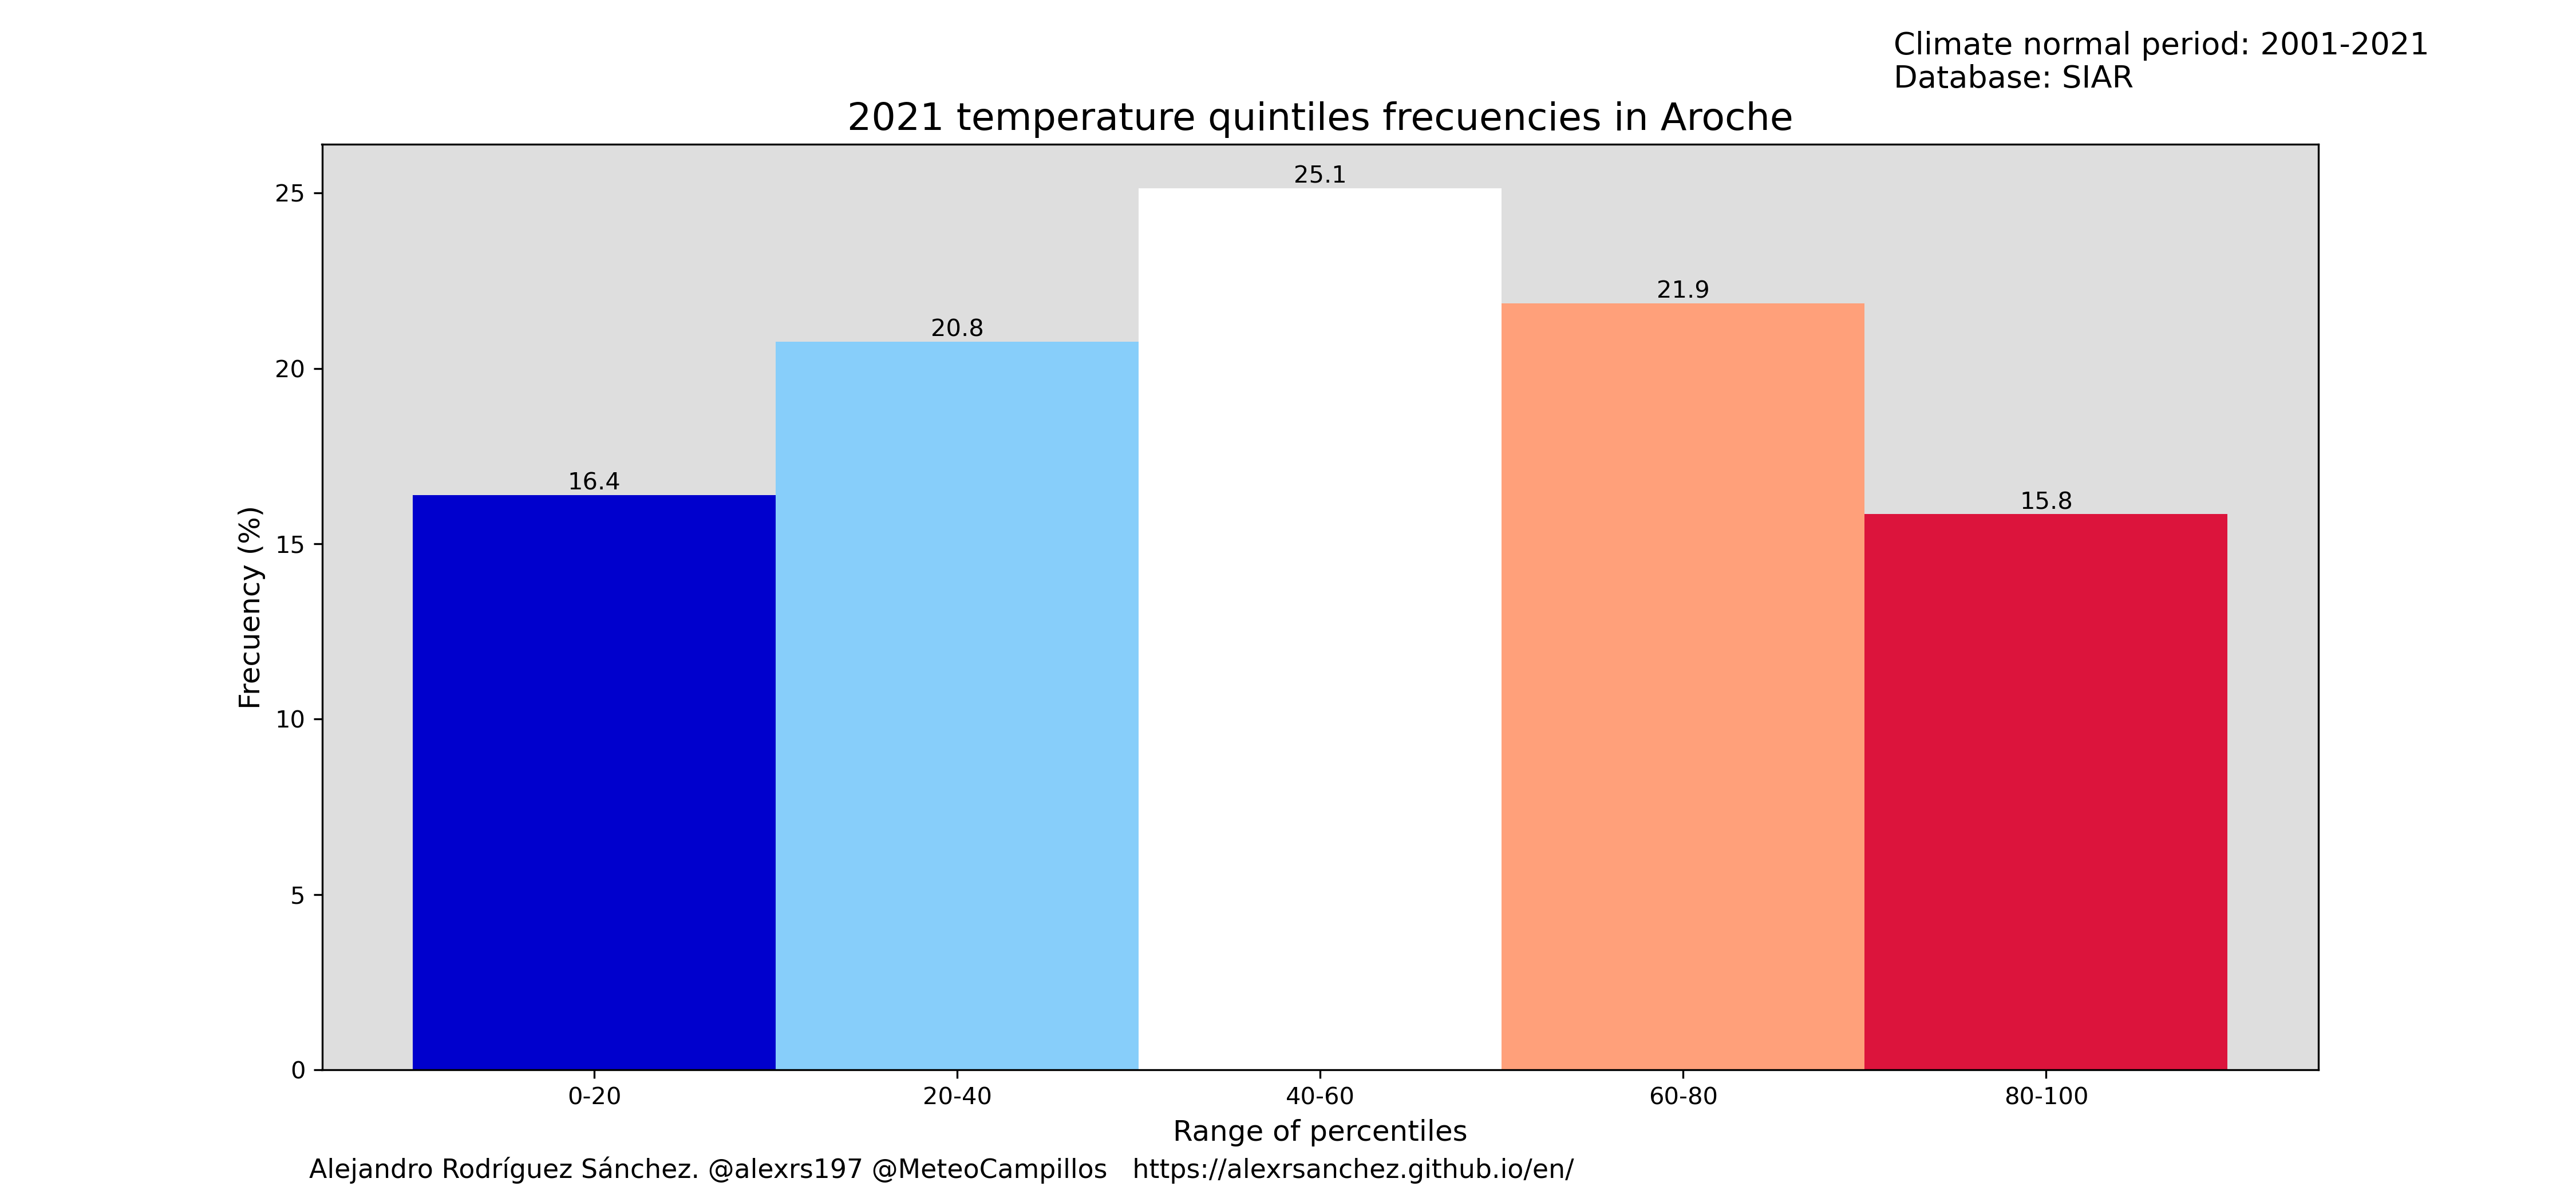 Climate normal period: 2001-2021
Database: SIAR
2021 temperature quintiles frecuencies in Aroche
Frecuency (%)
25
20
15
10
5
0
16.4
20.8
25.1
21.9
15.8
0-20
20-40
40-60
60-80
80-100
Range of percentiles
Alejandro Rodríguez Sánchez. @alexrs197 @MeteoCampillos https://alexrsanchez.github.io/en/